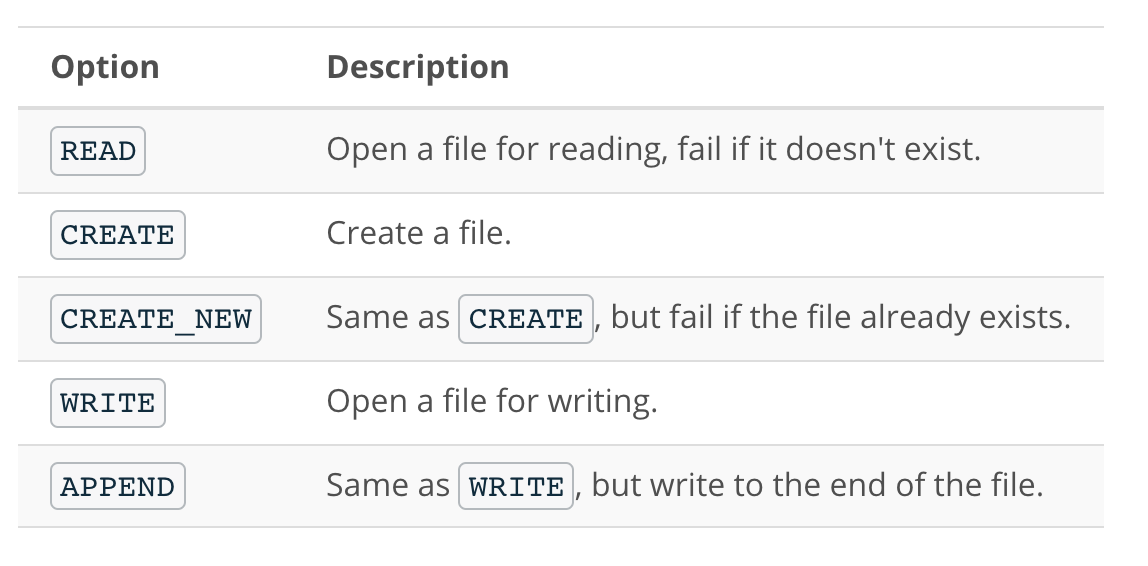 Option Description
READ Open a file for reading, fail if it doesn't exist.
CREATE Create a file.
CREATE_NEW Same as CREATE, but fail if the file already exists.
WRITE Open a file for writing.
APPEND Same as WRITE, but write to the end of the file.